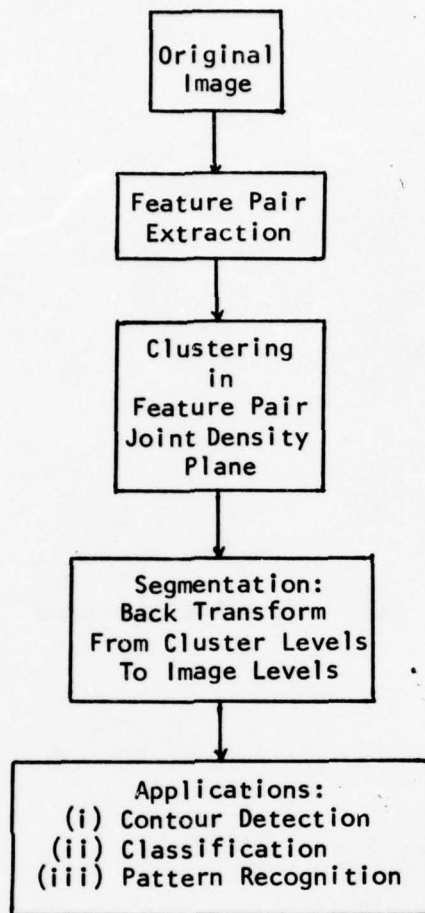 Original
Image
Feature Pair
Extraction
Clustering
in
Feature Pair
Joint Density
Plane
Segmentation:
Back Transform
From Cluster Levels
To Image Levels
Applications:
(i) Contour Detection
(ii) Classification
(iii) Pattern Recognition